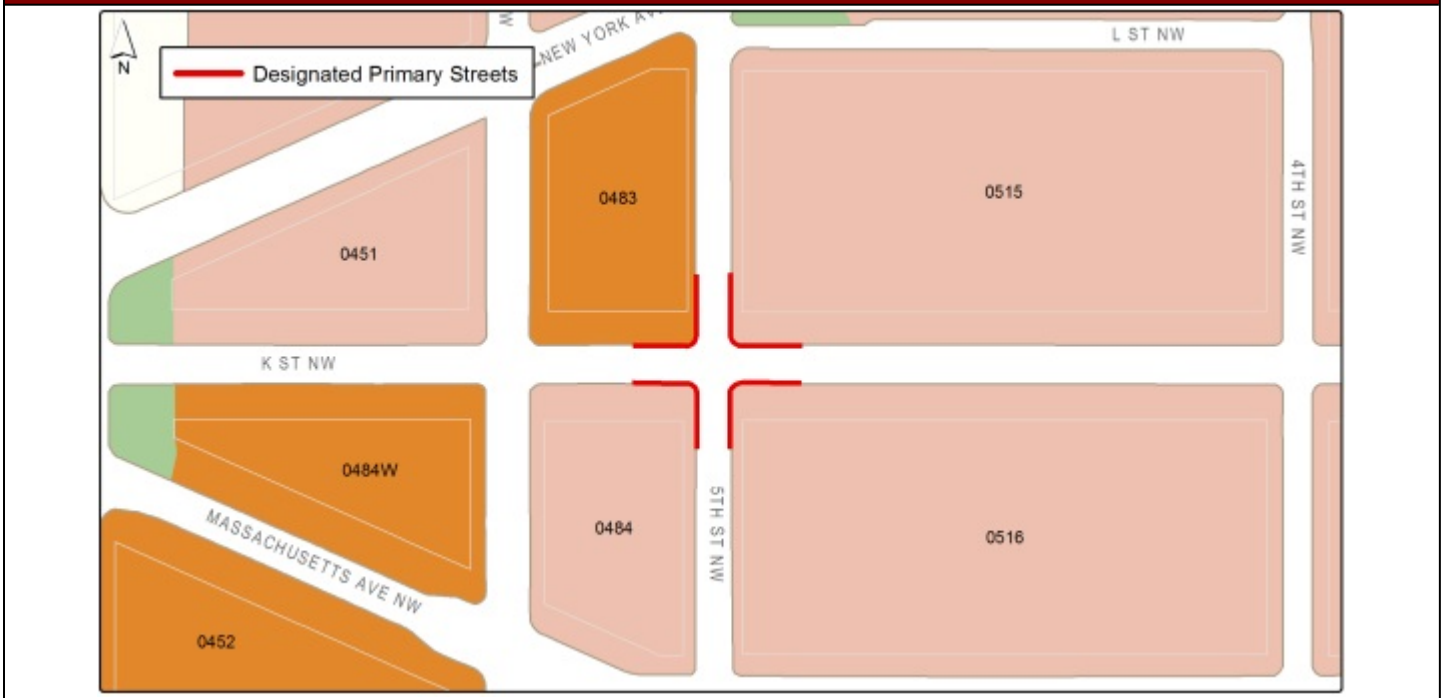 L ST NW
NEW YORK AV
N
Designated Primary Streets
0483
0515
4TH ST NW
0451
K ST NW
0484W
5TH ST NW
0484
0516
MASSACHUSETTS AVE NW
0452